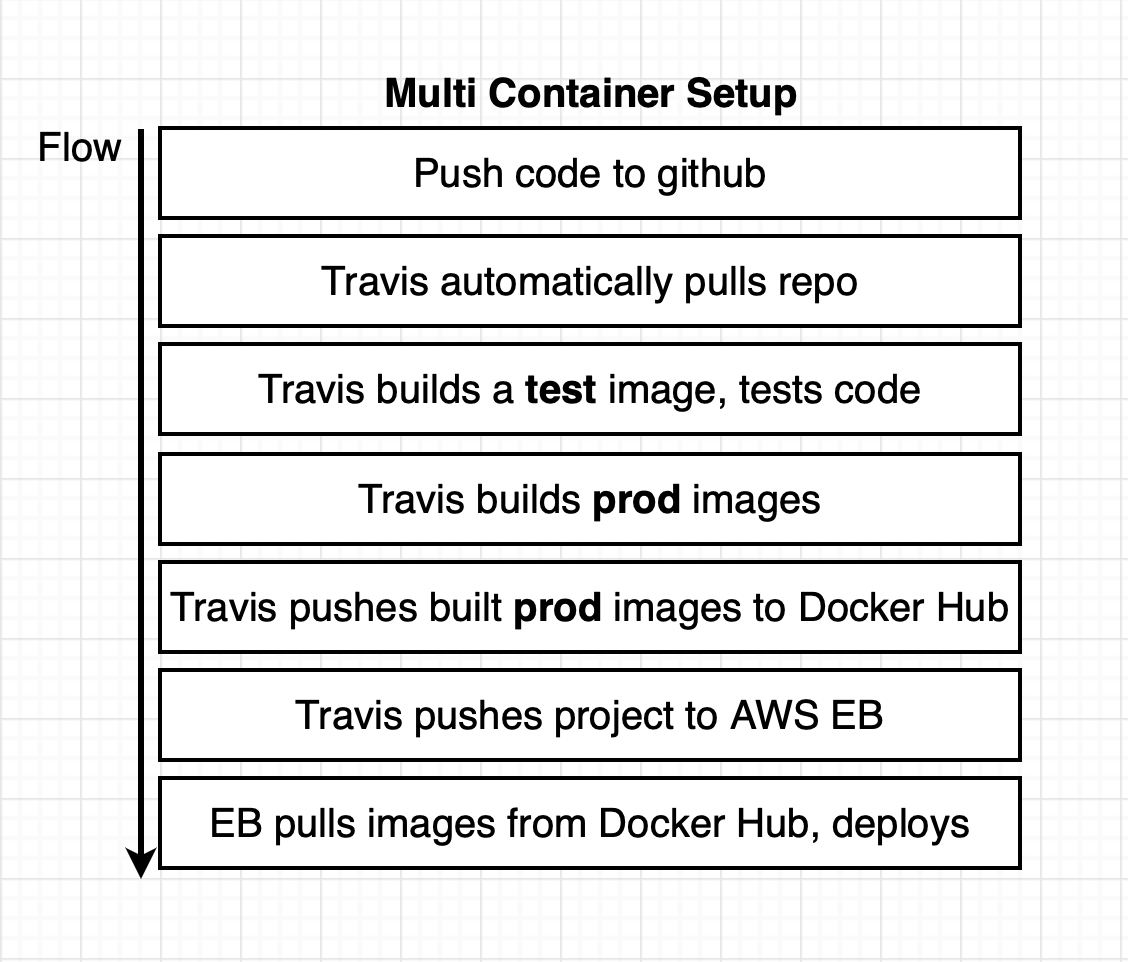 Multi Container Setup
Flow
Push code to github
Travis automatically pulls repo
Travis builds a test image, tests code
Travis builds prod images
Travis pushes built prod images to Docker Hub
Travis pushes project to AWS EB
EB pulls images from Docker Hub, deploys